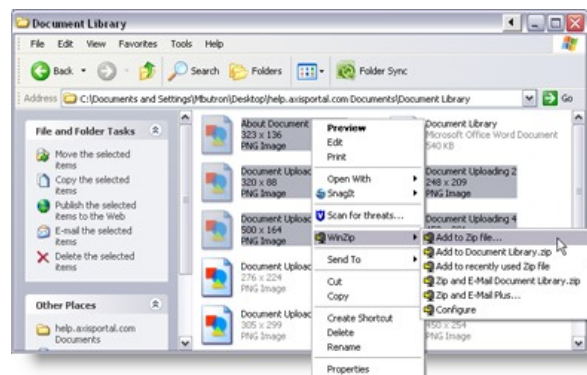 Document Library
File Edit View Favorites Tools Help
Back Search Folders Folder Sync
Address C:\Documents and Settings\Mbutron\Desktop\help.axisportal.com Documents\Document Library Go
File and Folder Tasks
Move the selected items
Copy the selected items
Publish the selected items to the Web
E-mail the selected items
Delete the selected items
Other Places
help.axisportal.com Documents
About Document
323 x 136
PNG Image
Document Upload
320 x 88
PNG Image
Document Upload
500 x 164
PNG Image
Document Upload
276 x 224
PNG Image
Document Upload
305 x 299
PNG Image
Document Library
Microsoft Office Word Document
540 KB
Document Uploading 2
248 x 209
PNG Image
Document Uploading 4
450 x 254
PNG Image
Preview
Edit
Print
Open With
SnagIt
Scan for threats...
WinZip
Send To
Cut
Copy
Create Shortcut
Delete
Rename
Properties
Add to Zip file...
Add to Document Library.zip
Add to recently used Zip file
Zip and E-Mail Document Library.zip
Zip and E-Mail Plus...
Configure